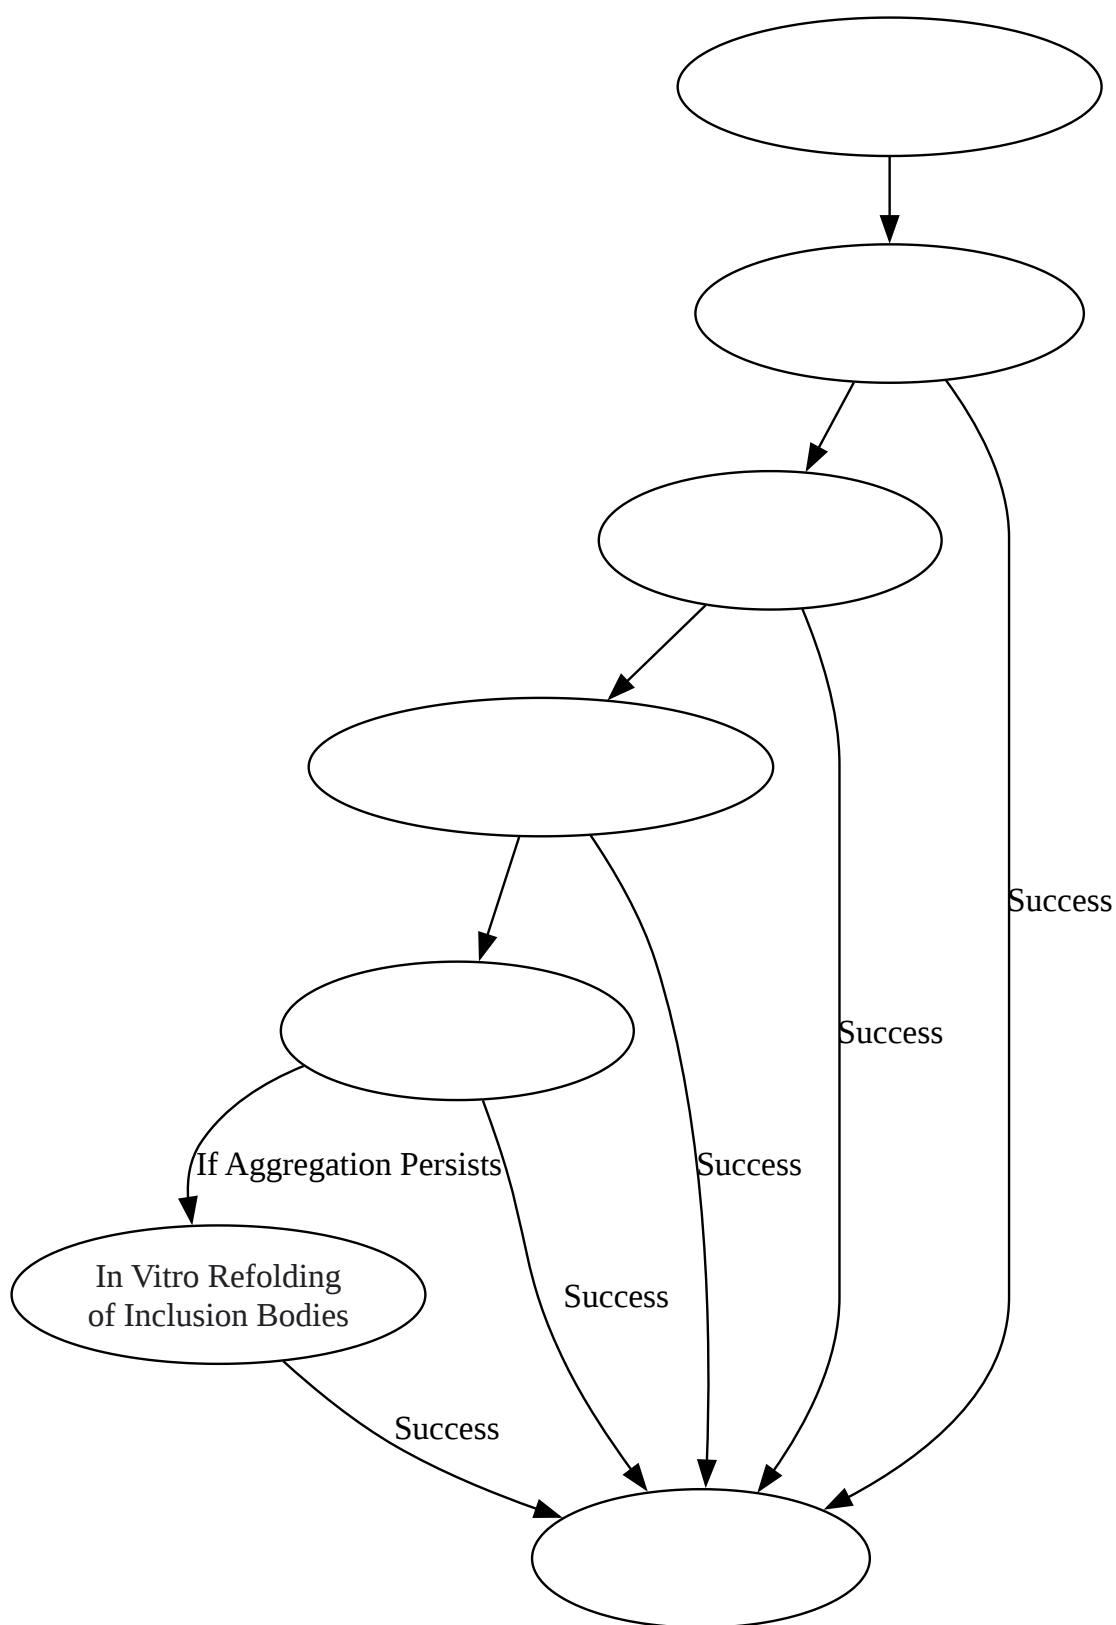 Success
Success
If Aggregation Persists
Success
In Vitro Refolding
of Inclusion Bodies
Success
Success